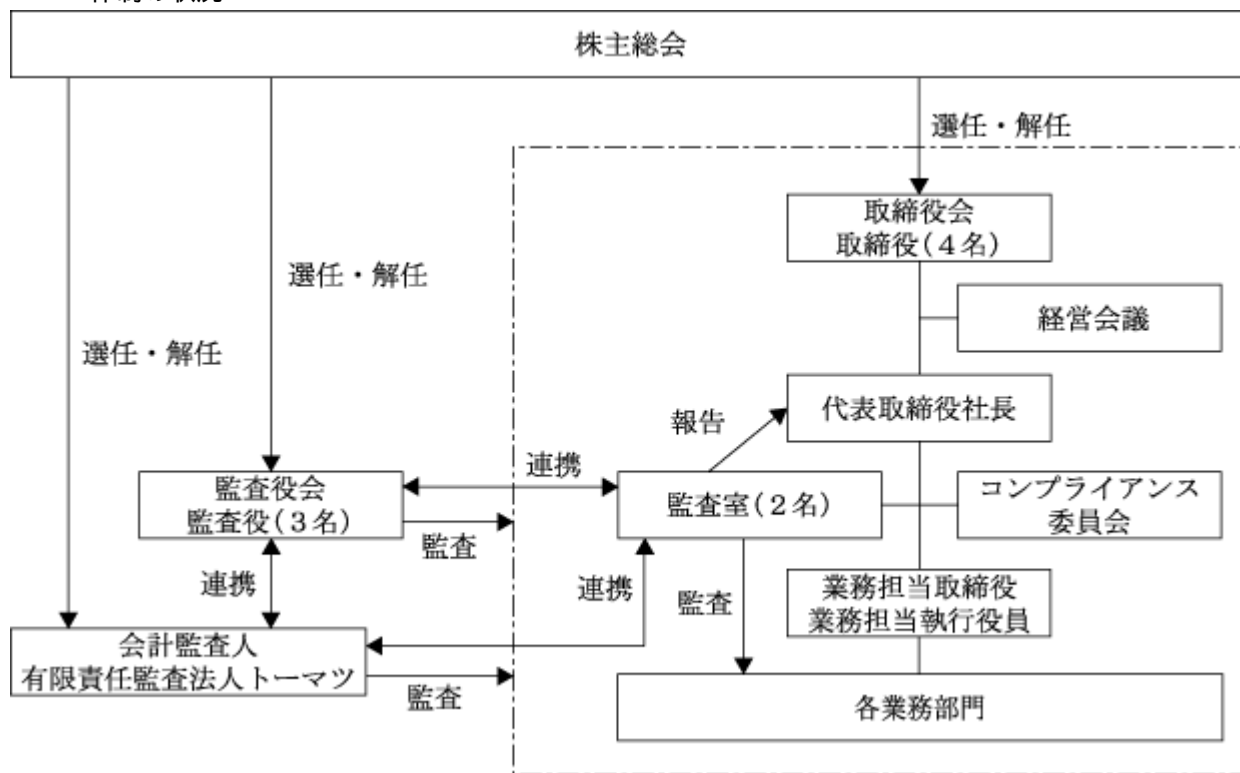 株主総会
選任・解任
取締役会
取締役(４名)
選任・解任
経営会議
選任・解任
代表取締役社長
報告
連携
監査役会
監査役(３名)
監査室(２名)
コンプライアンス
委員会
監査
連携
連携
監査
業務担当取締役
業務担当執行役員
会計監査人
有限責任監査法人トーマツ
監査
各業務部門